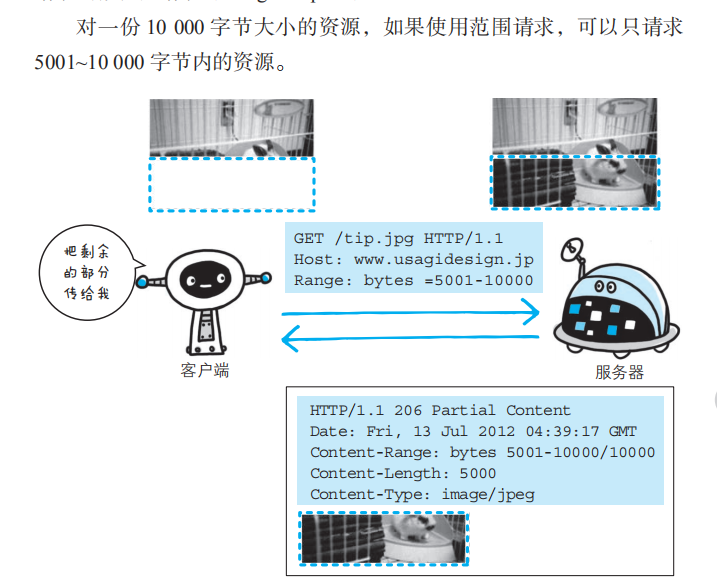 对一份 10 000 字节大小的资源，如果使用范围请求，可以只请求
5001~10 000 字节内的资源。
把剩余
的部分
传给我
GET /tip.jpg HTTP/1.1
Host: www.usagidesign.jp
Range: bytes =5001-10000
客户端
服务器
HTTP/1.1 206 Partial Content
Date: Fri, 13 Jul 2012 04:39:17 GMT
Content-Range: bytes 5001-10000/10000
Content-Length: 5000
Content-Type: image/jpeg